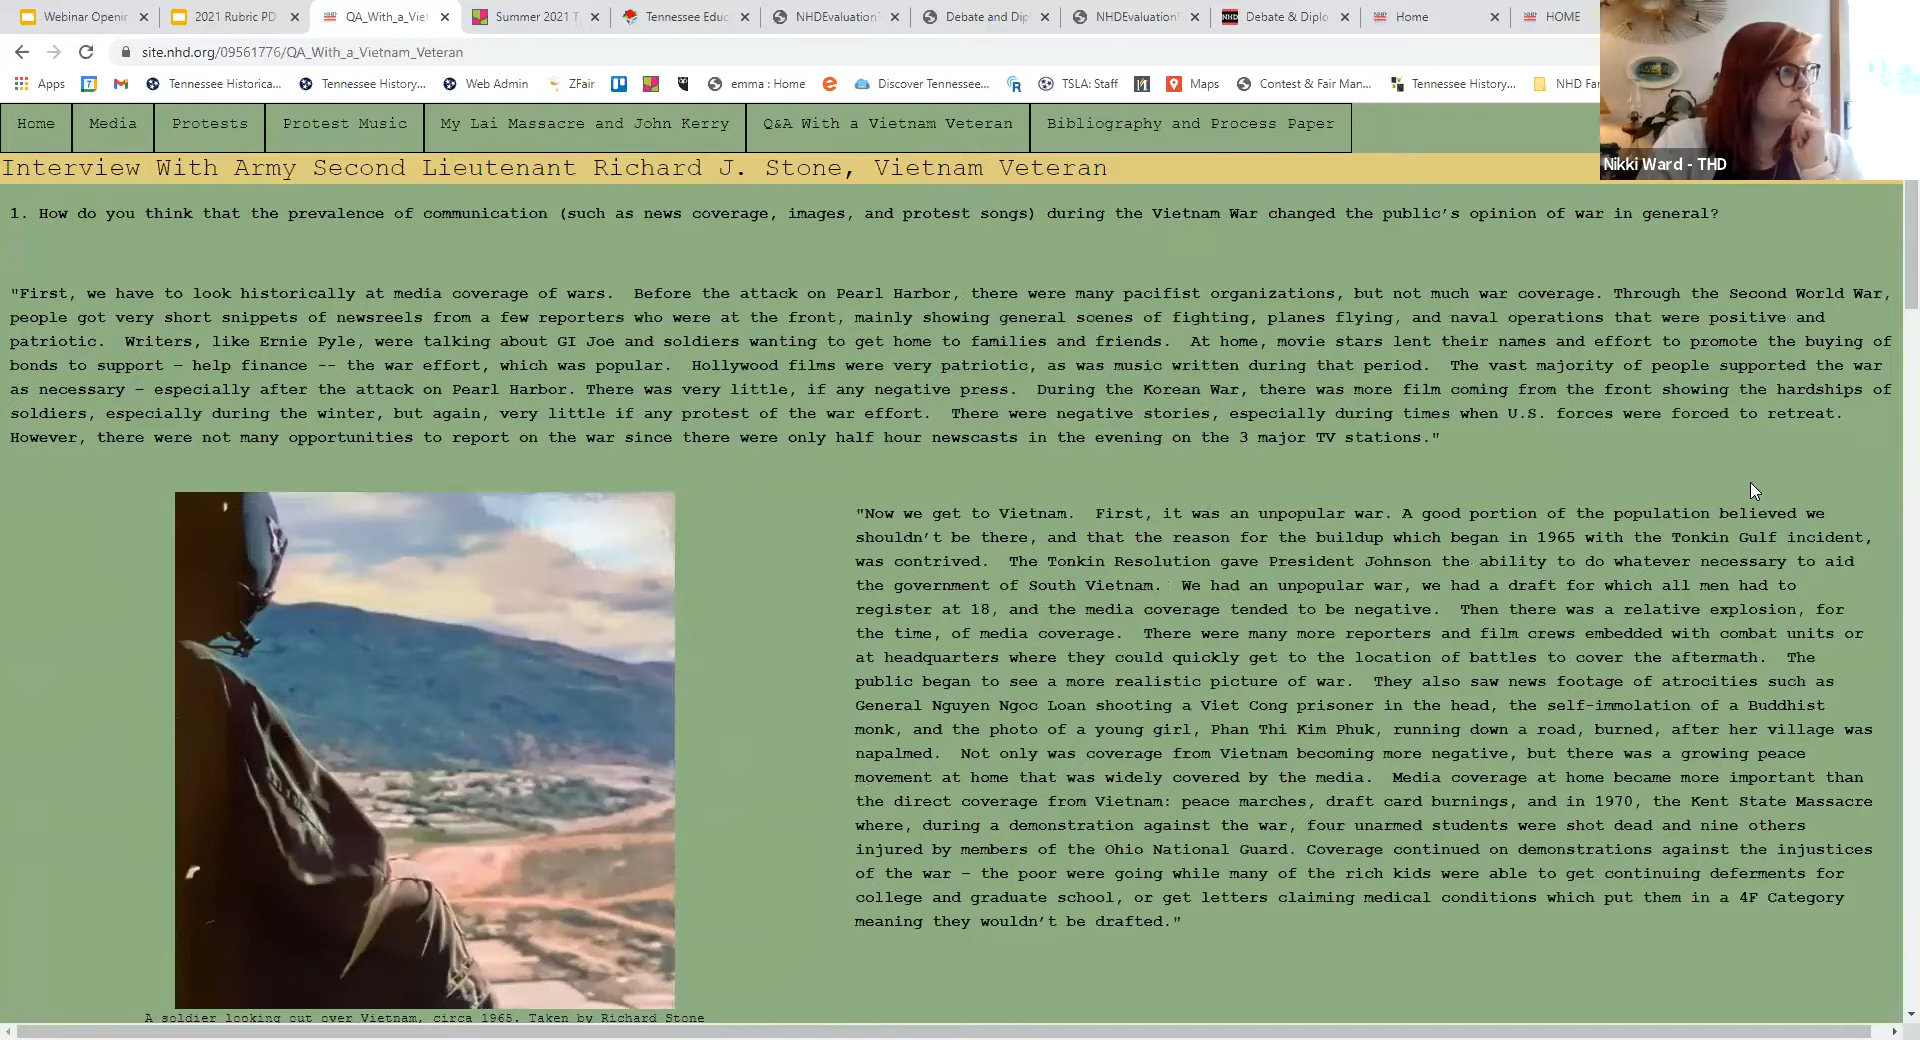 Webinar Openir
2021 Rubric PD
QA_With_a_Viet
Summer 2021 T
Tennessee Educ
NHDEvaluation
Debate and Dip
NHDEvaluation
Debate & Diplo
Home
HOME
site.nhd.org/09561776/QA_With_a_Vietnam_Veteran
Apps
Tennessee Historica...
Tennessee History...
Web Admin
ZFair
emma : Home
Discover Tennessee...
TSLA: Staff
Maps
Contest & Fair Man...
Tennessee History...
NHD Far
Nikki Ward - THD
Home
Media
Protests
Protest Music
My Lai Massacre and John Kerry
Q&A With a Vietnam Veteran
Bibliography and Process Paper
Interview With Army Second Lieutenant Richard J. Stone, Vietnam Veteran
1. How do you think that the prevalence of communication (such as news coverage, images, and protest songs) during the Vietnam War changed the public's opinion of war in general?
"First, we have to look historically at media coverage of wars. Before the attack on Pearl Harbor, there were many pacifist organizations, but not much war coverage. Through the Second World War,
people got very short snippets of newsreels from a few reporters who were at the front, mainly showing general scenes of fighting, planes flying, and naval operations that were positive and
patriotic. Writers, like Ernie Pyle, were talking about GI Joe and soldiers wanting to get home to families and friends. At home, movie stars lent their names and effort to promote the buying of
bonds to support – help finance -- the war effort, which was popular. Hollywood films were very patriotic, as was music written during that period. The vast majority of people supported the war
as necessary – especially after the attack on Pearl Harbor. There was very little, if any negative press. During the Korean War, there was more film coming from the front showing the hardships of
soldiers, especially during the winter, but again, very little if any protest of the war effort. There were negative stories, especially during times when U.S. forces were forced to retreat.
However, there were not many opportunities to report on the war since there were only half hour newscasts in the evening on the 3 major TV stations."
"Now we get to Vietnam. First, it was an unpopular war. A good portion of the population believed we
shouldn't be there, and that the reason for the buildup which began in 1965 with the Tonkin Gulf incident,
was contrived. The Tonkin Resolution gave President Johnson the ability to do whatever necessary to aid
the government of South Vietnam. We had an unpopular war, we had a draft for which all men had to
register at 18, and the media coverage tended to be negative. Then there was a relative explosion, for
the time, of media coverage. There were many more reporters and film crews embedded with combat units or
at headquarters where they could quickly get to the location of battles to cover the aftermath. The
public began to see a more realistic picture of war. They also saw news footage of atrocities such as
General Nguyen Ngoc Loan shooting a Viet Cong prisoner in the head, the self-immolation of a Buddhist
monk, and the photo of a young girl, Phan Thi Kim Phuk, running down a road, burned, after her village was
napalmed. Not only was coverage from Vietnam becoming more negative, but there was a growing peace
movement at home that was widely covered by the media. Media coverage at home became more important than
the direct coverage from Vietnam: peace marches, draft card burnings, and in 1970, the Kent State Massacre
where, during a demonstration against the war, four unarmed students were shot dead and nine others
injured by members of the Ohio National Guard. Coverage continued on demonstrations against the injustices
of the war – the poor were going while many of the rich kids were able to get continuing deferments for
college and graduate school, or get letters claiming medical conditions which put them in a 4F Category
meaning they wouldn't be drafted."
A soldier looking out over Vietnam, circa 1965. Taken by Richard Stone